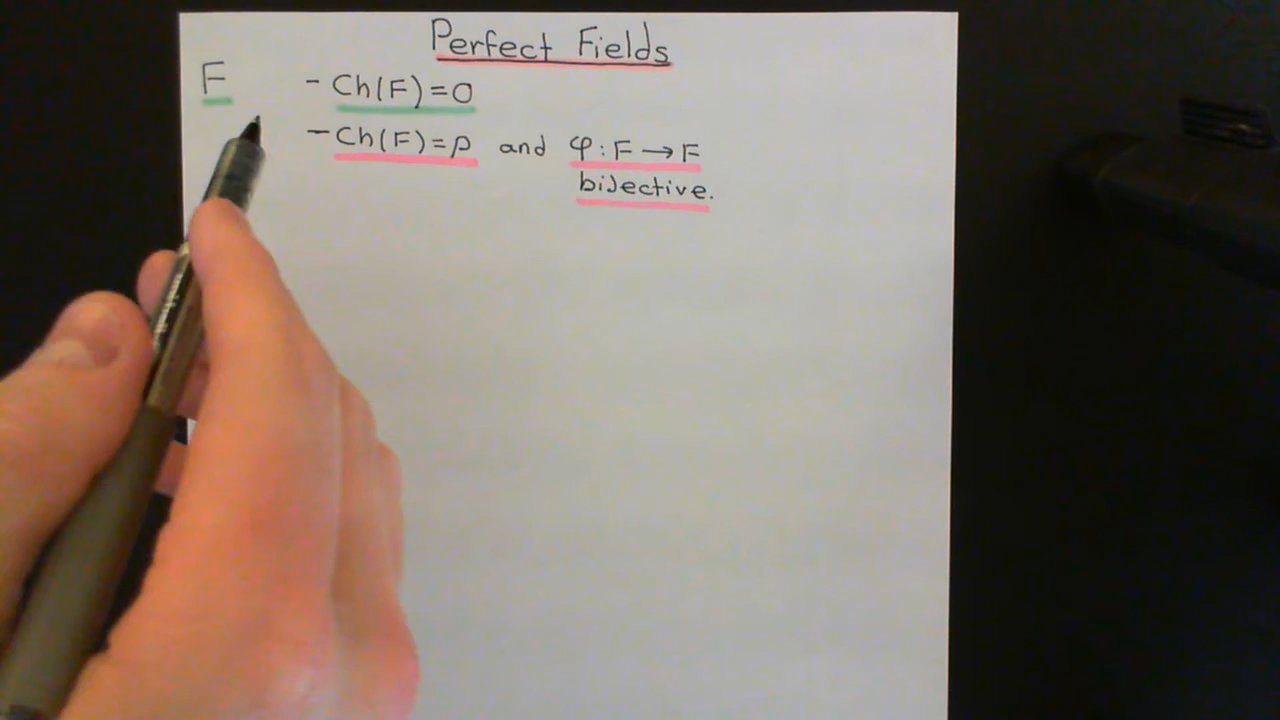 Perfect Fields
F - Ch(F)=0
- Ch(F)=p and φ:F→F
bijective.